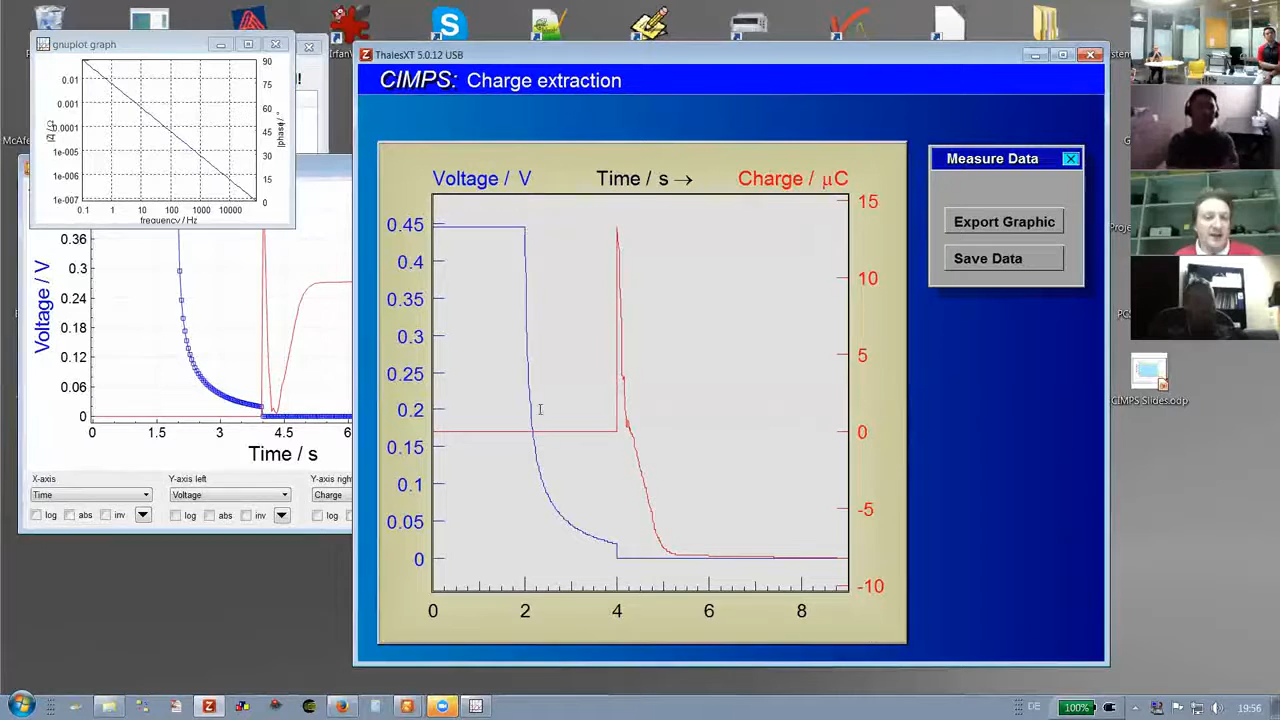 gnuplot graph
0.01
0.001
0.0001
1e-005
1e-006
1e-007
|Z| / Ω
90
75
60
45
30
15
0
|phase| / °
0.1 1 10 100 1000 10000
frequency / Hz
0.36
0.3
0.24
0.18
0.12
0.06
0
Voltage / V
0 1.5 3 4.5 6
Time / s
X-axis
Time
log abs inv
Y-axis left
Voltage
log abs inv
Y-axis righ
Charge
log
ThalesXT 5.0.12 USB
CIMPS: Charge extraction
Voltage / V Time / s → Charge / µC
0.45
0.4
0.35
0.3
0.25
0.2
0.15
0.1
0.05
0
15
10
5
0
-5
-10
0 2 4 6 8
Measure Data
Export Graphic
Save Data
CIMPS Slides.odp
DE
100%
19:56